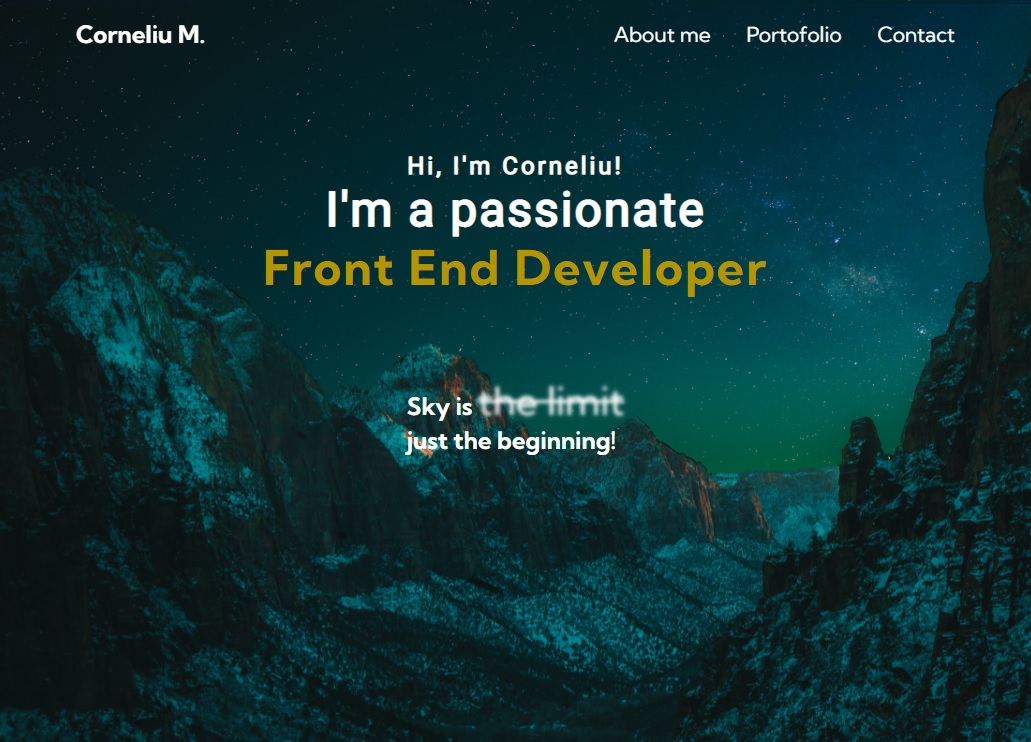 Corneliu M.
About me Portofolio Contact
Hi, I'm Corneliu!
I'm a passionate
Front End Developer
Sky is the limit
just the beginning!